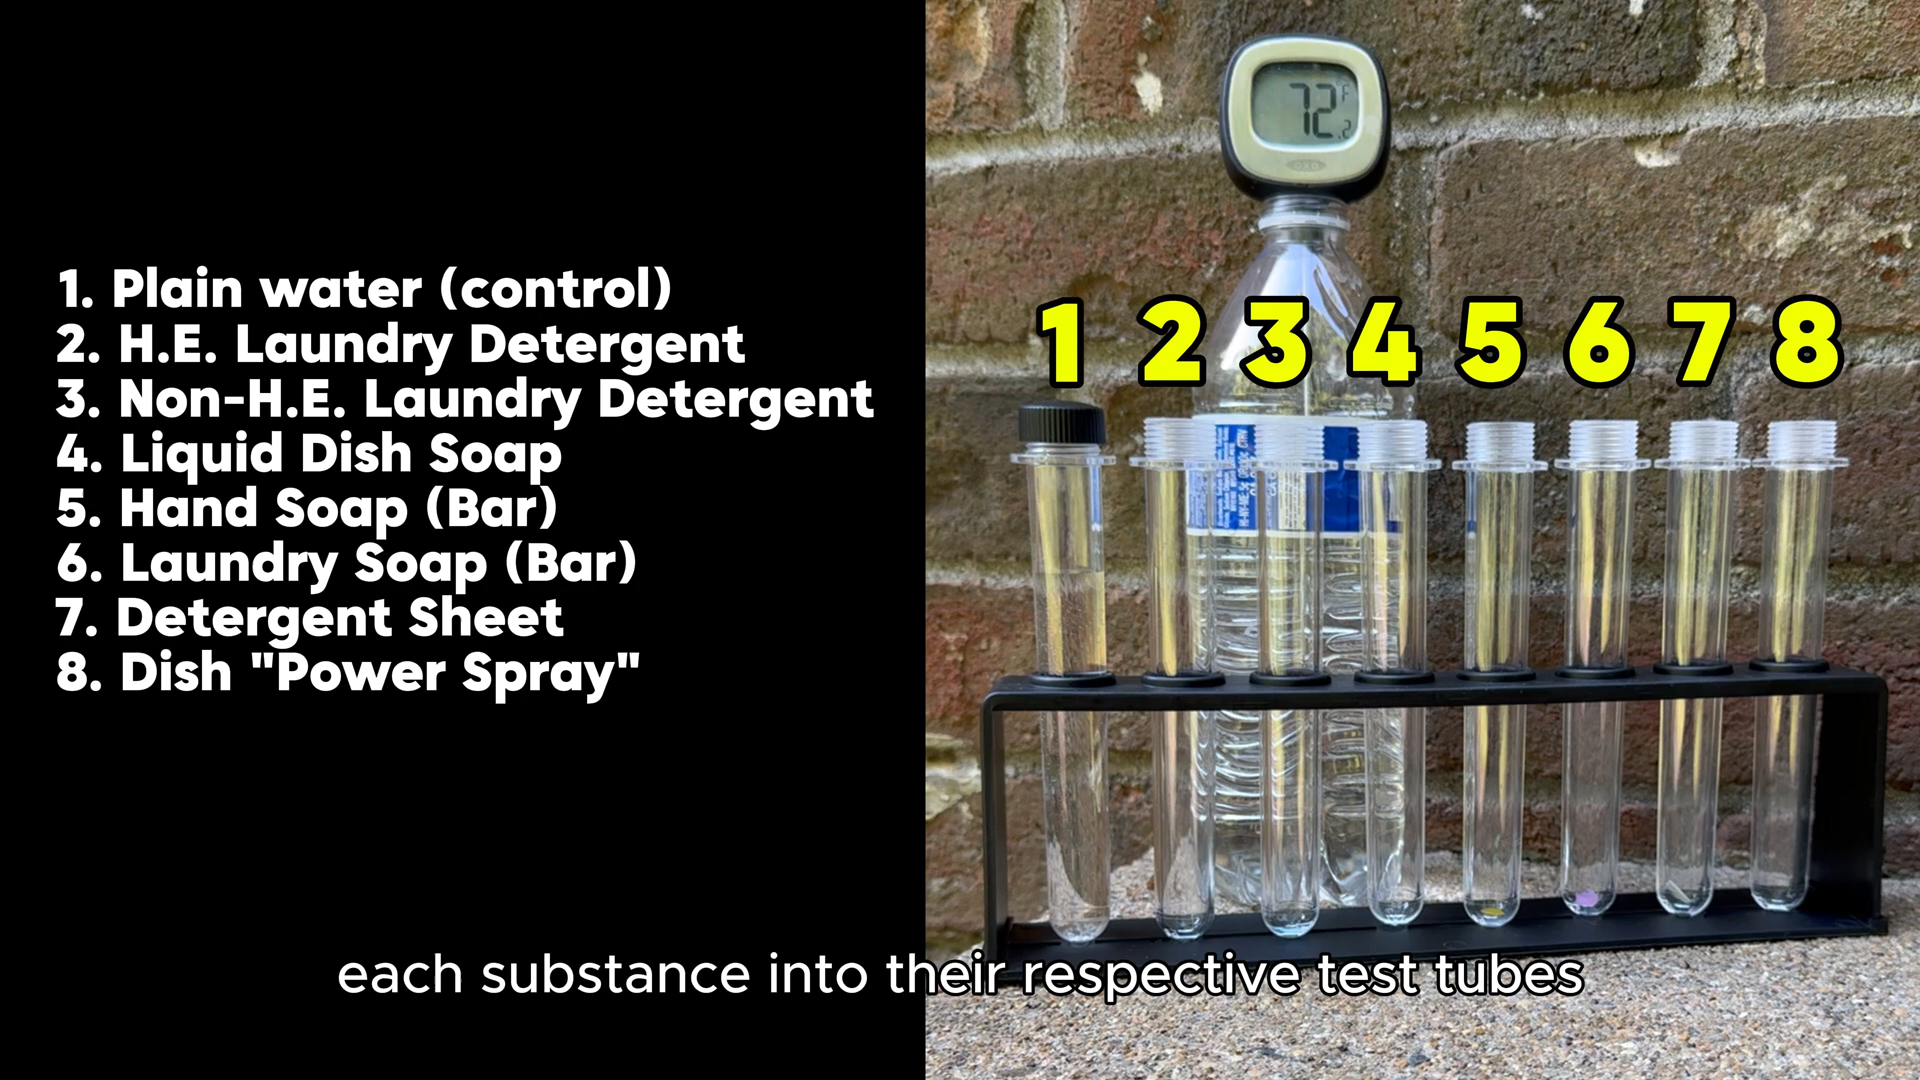 1. Plain water (control)
2. H.E. Laundry Detergent
3. Non-H.E. Laundry Detergent
4. Liquid Dish Soap
5. Hand Soap (Bar)
6. Laundry Soap (Bar)
7. Detergent Sheet
8. Dish "Power Spray"
72.2 F
OXO
1 2 3 4 5 6 7 8
each substance into their respective test tubes